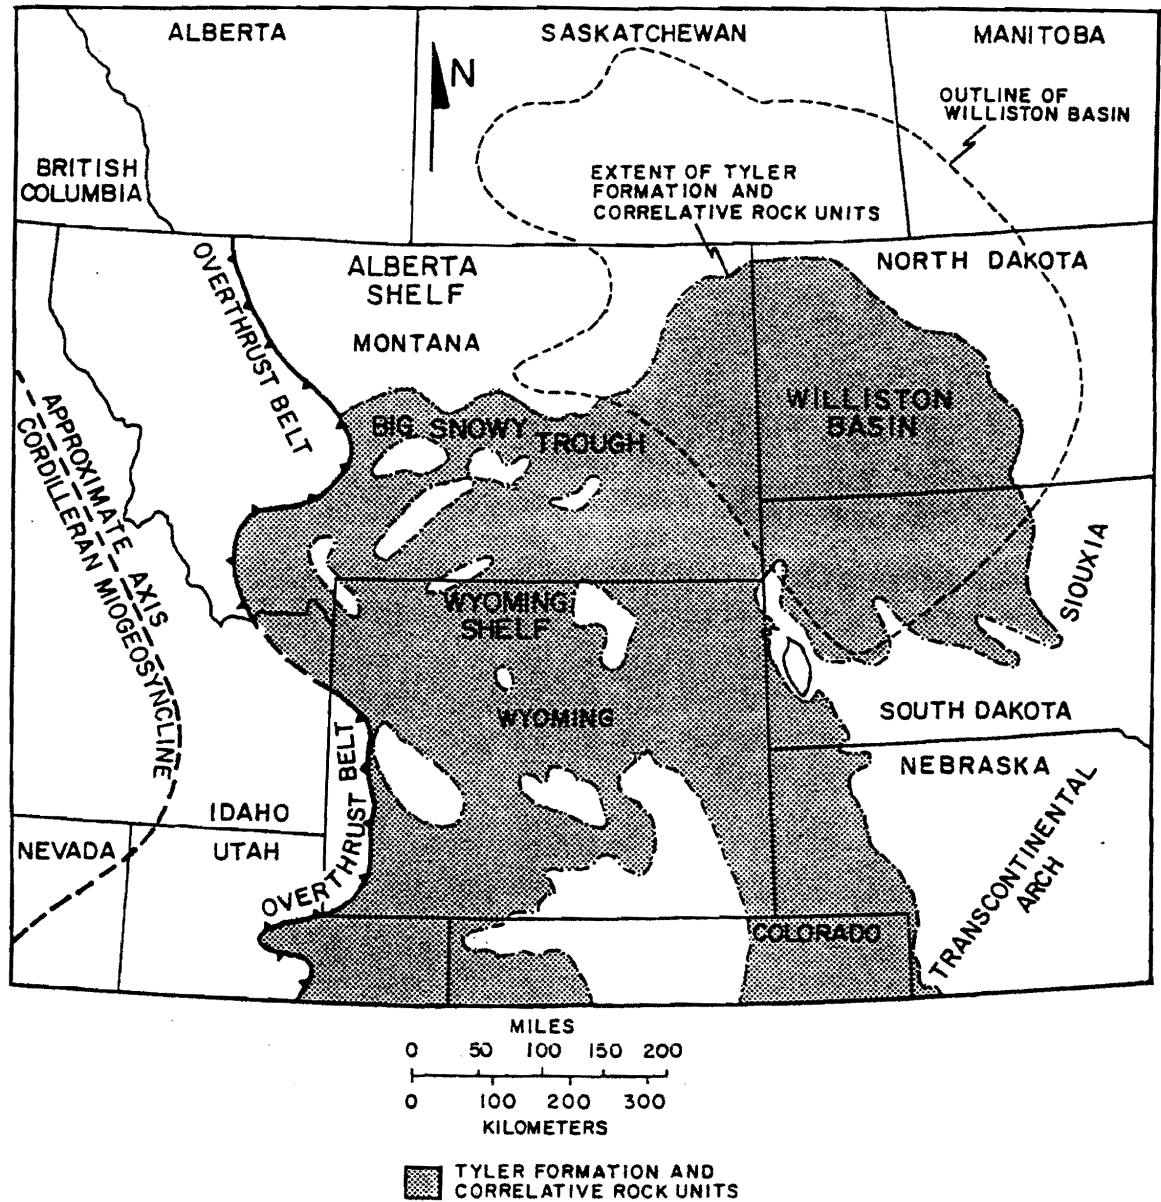 ALBERTA
SASKATCHEWAN
MANITOBA
N
OUTLINE OF
WILLISTON BASIN
BRITISH
COLUMBIA
EXTENT OF TYLER
FORMATION AND
CORRELATIVE ROCK UNITS
OVERTHRUST BELT
ALBERTA
SHELF
NORTH DAKOTA
MONTANA
APPROXIMATE AXIS
CORDILLERAN MIOGEOSYNCLINE
WILLISTON
BASIN
BIG SNOWY TROUGH
SIOUXIA
WYOMING
SHELF
WYOMING
SOUTH DAKOTA
OVERTHRUST BELT
NEBRASKA
TRANSCONTINENTAL
ARCH
IDAHO
NEVADA
UTAH
COLORADO
MILES
0 50 100 150 200
0 100 200 300
KILOMETERS
TYLER FORMATION AND
CORRELATIVE ROCK UNITS